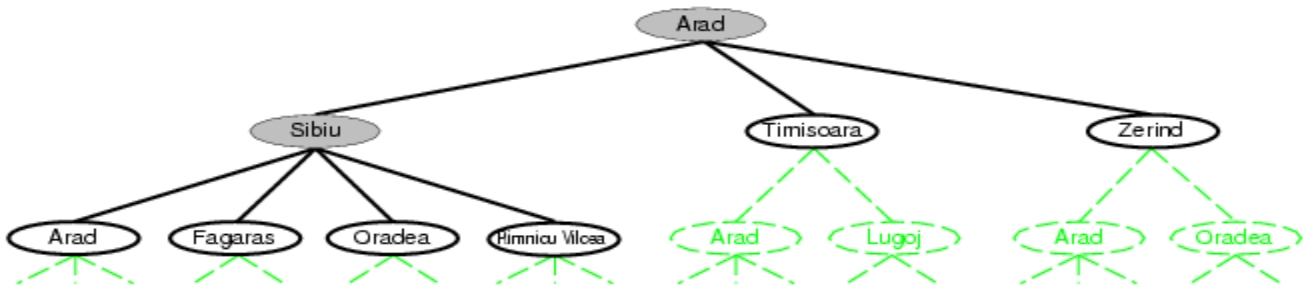 Arad
Sibiu
Timisoara
Zerind
Arad
Fagaras
Oradea
Rimnicu Vilcea
Arad
Lugoj
Arad
Oradea